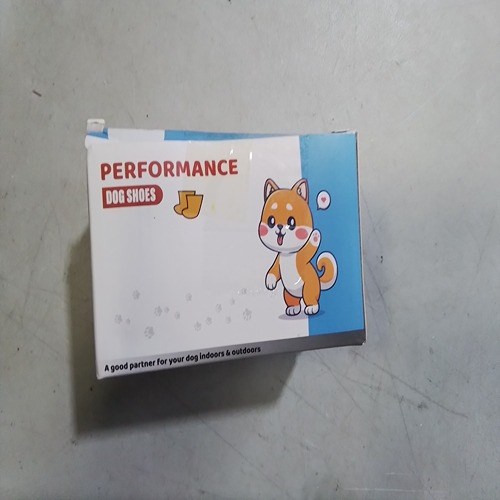 PERFORMANCE
DOG SHOES
A good partner for your dog indoors & outdoors